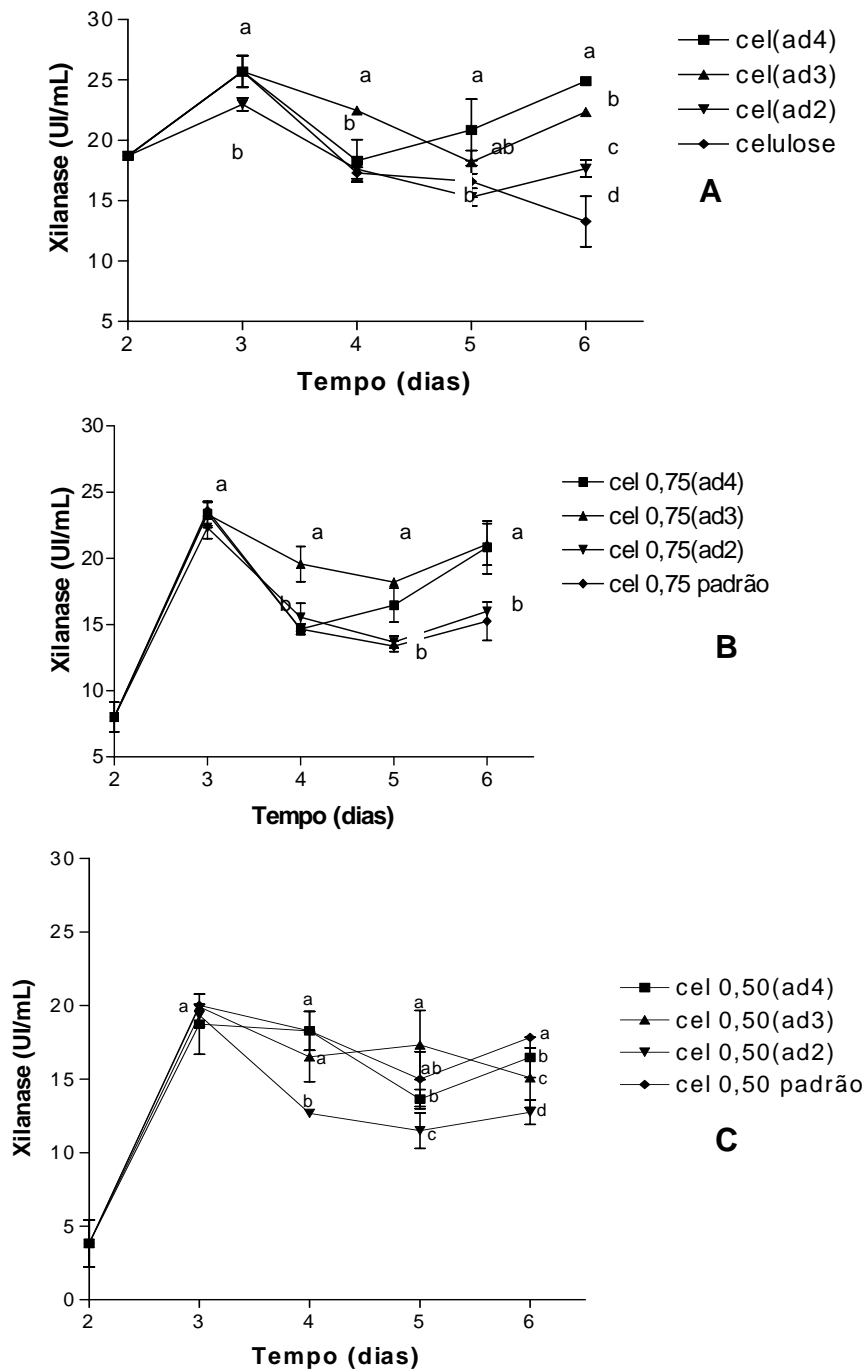 30
25
20
15
10
5
2 3 4 5 6
Xilanase (UI/mL)
Tempo (dias)
a
b
a
b
a
ab
b
a
b
c
d
cel(ad4)
cel(ad3)
cel(ad2)
celulose
A
30
25
20
15
10
5
2 3 4 5 6
Xilanase (UI/mL)
Tempo (dias)
a
a
b
a
b
a
b
cel 0,75(ad4)
cel 0,75(ad3)
cel 0,75(ad2)
cel 0,75 padrão
B
30
25
20
15
10
5
0
2 3 4 5 6
Xilanase (UI/mL)
Tempo (dias)
a
a
a
b
a
ab
b
c
a
b
c
d
cel 0,50(ad4)
cel 0,50(ad3)
cel 0,50(ad2)
cel 0,50 padrão
C